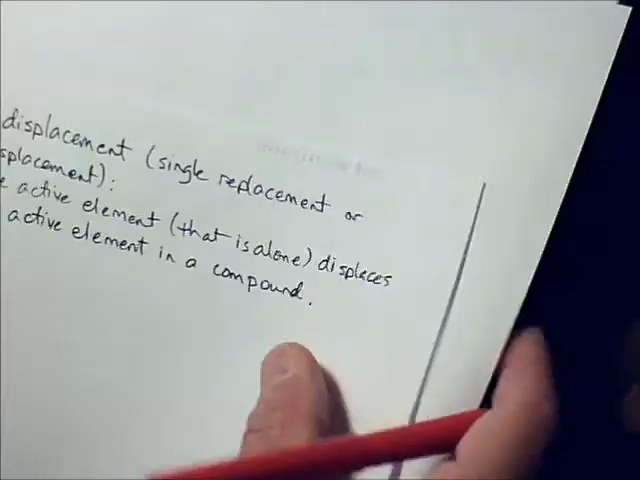 displacement (single replacement or
splacement):
e active element (that is alone) displaces
active element in a compound.